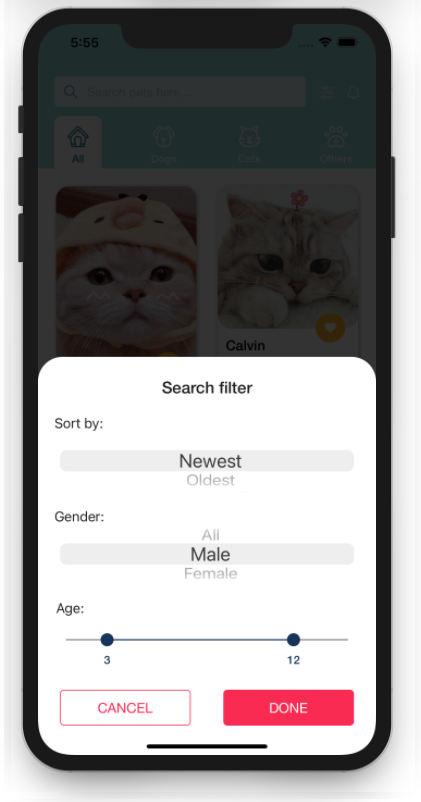 5:55
Search pets here...
All Dogs Cats Others
Calvin
Search filter
Sort by:
Newest
Oldest
Gender:
All
Male
Female
Age:
3 12
CANCEL DONE